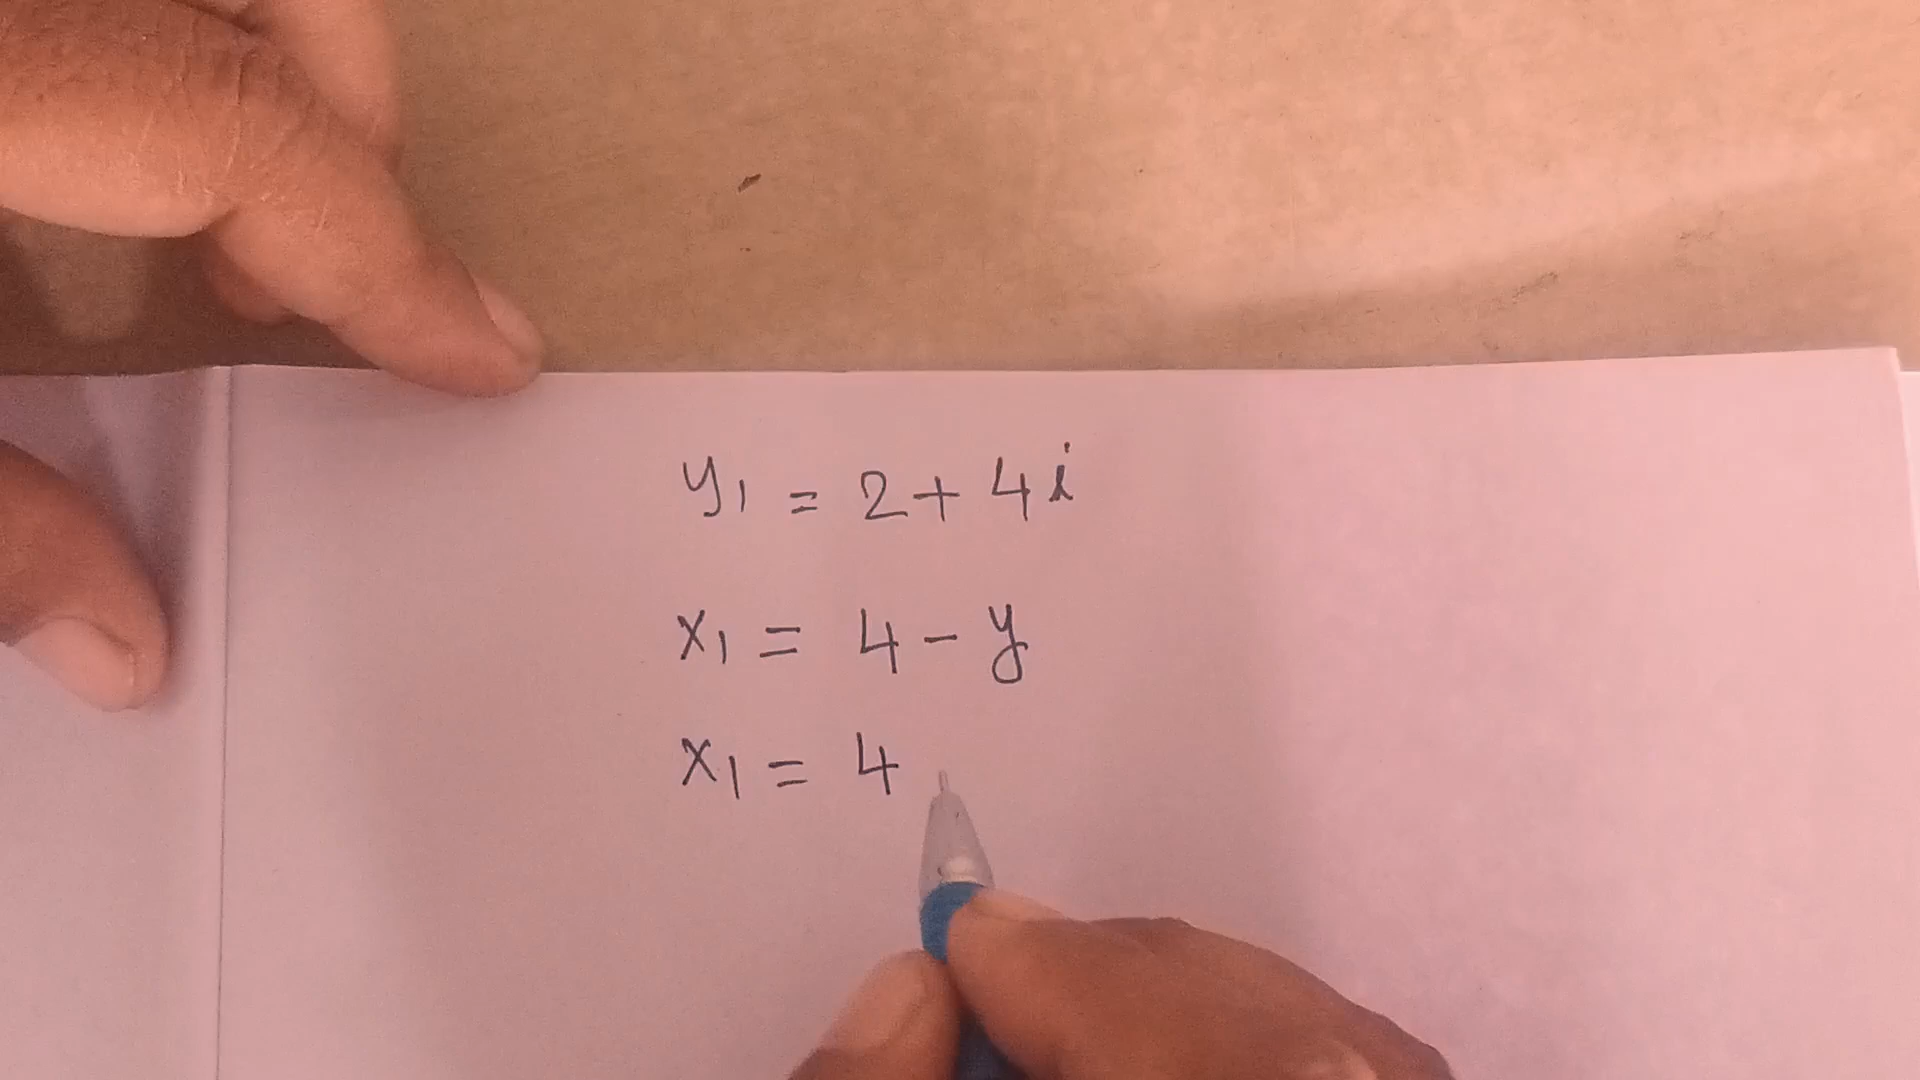 y₁ = 2 + 4i
x₁ = 4 - y
x₁ = 4